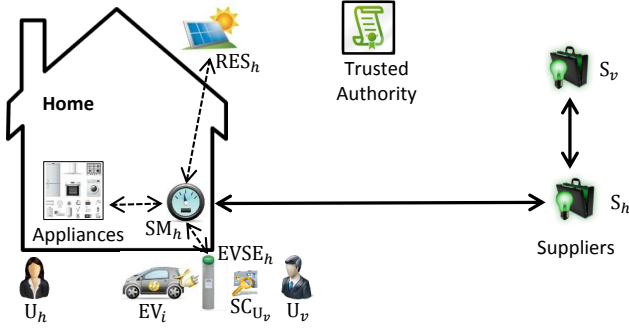 RES_h
Trusted
Authority
S_v
Home
SM_h
S_h
Appliances
Suppliers
EVSE_h
U_h
EV_i
SC_{U_v}
U_v